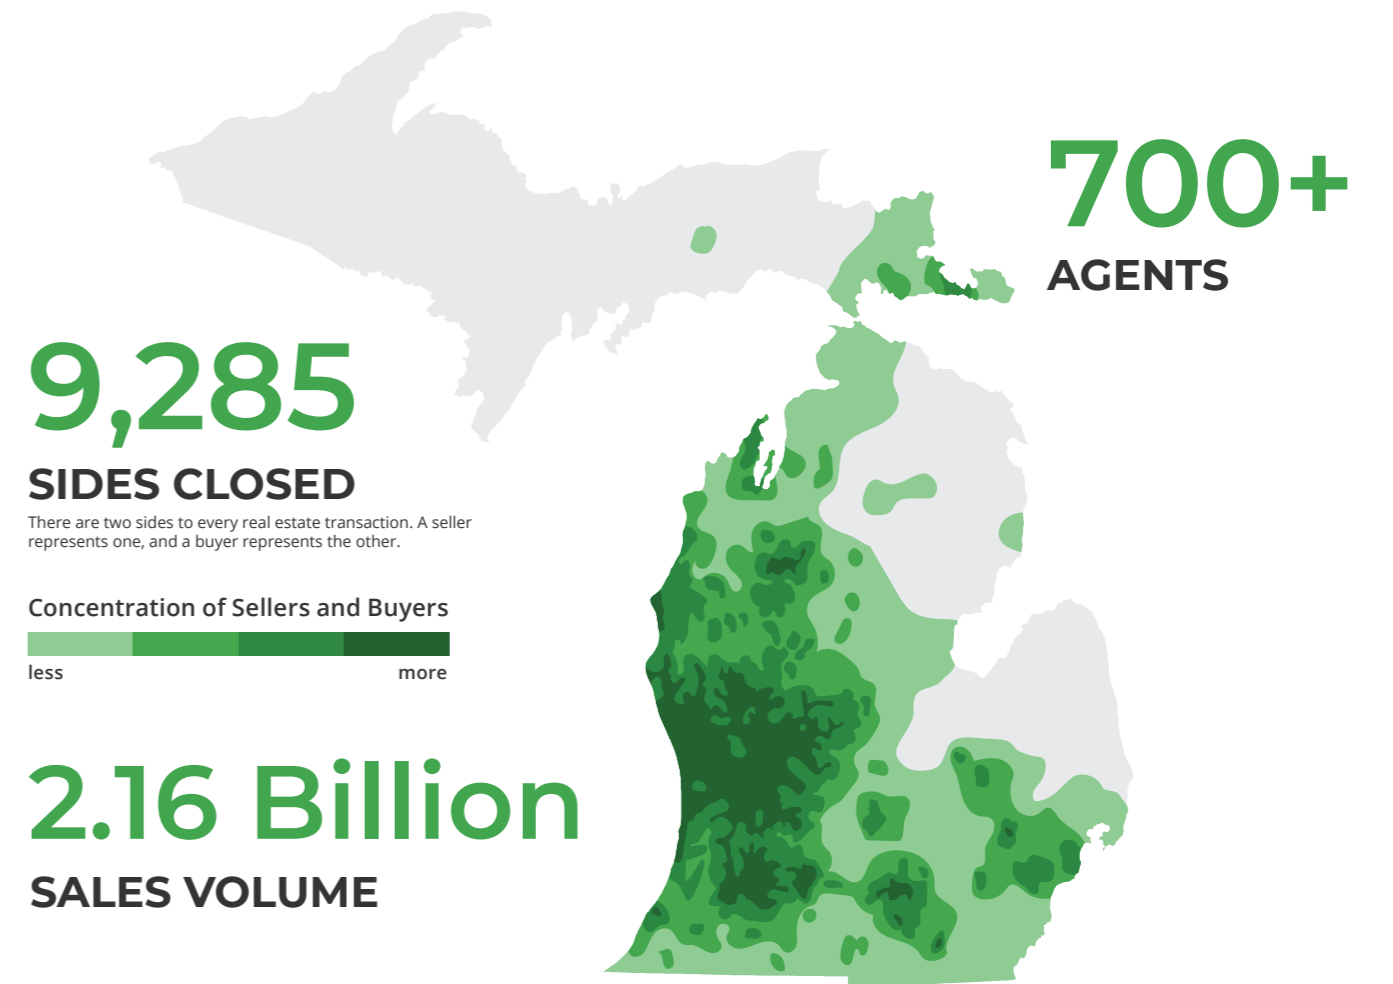 700+
AGENTS
9,285
SIDES CLOSED
There are two sides to every real estate transaction. A seller
represents one, and a buyer represents the other.
Concentration of Sellers and Buyers
less more
2.16 Billion
SALES VOLUME